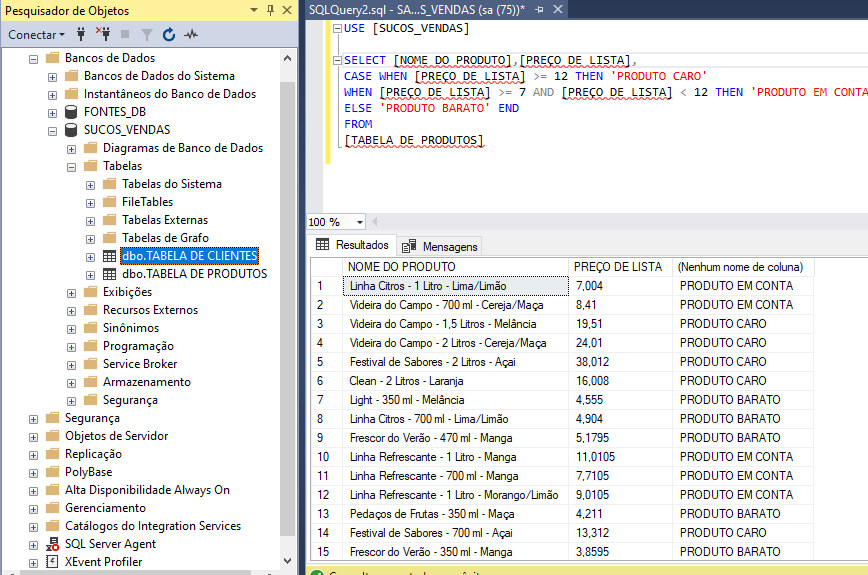 Pesquisador de Objetos
Conectar
Bancos de Dados
Bancos de Dados do Sistema
Instantâneos do Banco de Dados
FONTES_DB
SUCOS_VENDAS
Diagramas de Banco de Dados
Tabelas
Tabelas do Sistema
FileTables
Tabelas Externas
Tabelas de Grafo
dbo.TABELA DE CLIENTES
dbo.TABELA DE PRODUTOS
Exibições
Recursos Externos
Sinônimos
Programação
Service Broker
Armazenamento
Segurança
Segurança
Objetos de Servidor
Replicação
PolyBase
Alta Disponibilidade Always On
Gerenciamento
Catálogos do Integration Services
SQL Server Agent
XEvent Profiler
SQLQuery2.sql - SA...S_VENDAS (sa (75))*
USE [SUCOS_VENDAS]
SELECT [NOME DO PRODUTO],[PREÇO DE LISTA],
CASE WHEN [PREÇO DE LISTA] >= 12 THEN 'PRODUTO CARO'
WHEN [PREÇO DE LISTA] >= 7 AND [PREÇO DE LISTA] < 12 THEN 'PRODUTO EM CONTA
ELSE 'PRODUTO BARATO' END
FROM
[TABELA DE PRODUTOS]
100 %
Resultados Mensagens
NOME DO PRODUTO PREÇO DE LISTA (Nenhum nome de coluna)
1 Linha Citros - 1 Litro - Lima/Limão 7,004 PRODUTO EM CONTA
2 Videira do Campo - 700 ml - Cereja/Maça 8,41 PRODUTO EM CONTA
3 Videira do Campo - 1,5 Litros - Melância 19,51 PRODUTO CARO
4 Videira do Campo - 2 Litros - Cereja/Maça 24,01 PRODUTO CARO
5 Festival de Sabores - 2 Litros - Açai 38,012 PRODUTO CARO
6 Clean - 2 Litros - Laranja 16,008 PRODUTO CARO
7 Light - 350 ml - Melância 4,555 PRODUTO BARATO
8 Linha Citros - 700 ml - Lima/Limão 4,904 PRODUTO BARATO
9 Frescor do Verão - 470 ml - Manga 5,1795 PRODUTO BARATO
10 Linha Refrescante - 1 Litro - Manga 11,0105 PRODUTO EM CONTA
11 Linha Refrescante - 700 ml - Manga 7,7105 PRODUTO EM CONTA
12 Linha Refrescante - 1 Litro - Morango/Limão 9,0105 PRODUTO EM CONTA
13 Pedaços de Frutas - 350 ml - Maça 4,211 PRODUTO BARATO
14 Festival de Sabores - 700 ml - Açai 13,312 PRODUTO CARO
15 Frescor do Verão - 350 ml - Manga 3,8595 PRODUTO BARATO